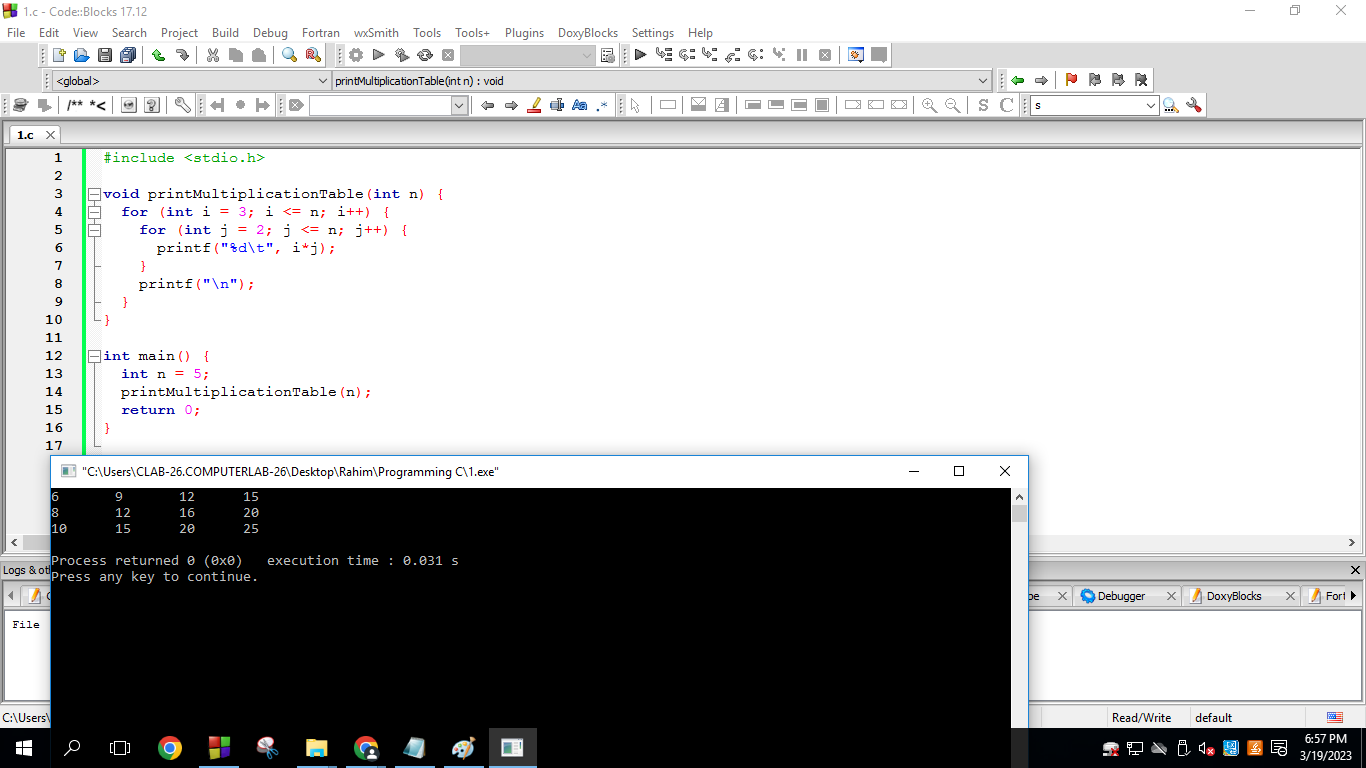 1.c - Code::Blocks 17.12
File Edit View Search Project Build Debug Fortran wxSmith Tools Tools+ Plugins DoxyBlocks Settings Help
<global> printMultiplicationTable(int n) : void
/** *<
s
1.c
1 #include <stdio.h>
2
3 void printMultiplicationTable(int n) {
4 for (int i = 3; i <= n; i++) {
5 for (int j = 2; j <= n; j++) {
6 printf("%d\t", i*j);
7 }
8 printf("\n");
9 }
10 }
11
12 int main() {
13 int n = 5;
14 printMultiplicationTable(n);
15 return 0;
16 }
17
"C:\Users\CLAB-26.COMPUTERLAB-26\Desktop\Rahim\Programming C\1.exe"
6 9 12 15
8 12 16 20
10 15 20 25
Process returned 0 (0x0) execution time : 0.031 s
Press any key to continue.
Logs & ot
Debugger DoxyBlocks Fort
File
C:\Users\ Read/Write default
6:57 PM
3/19/2023